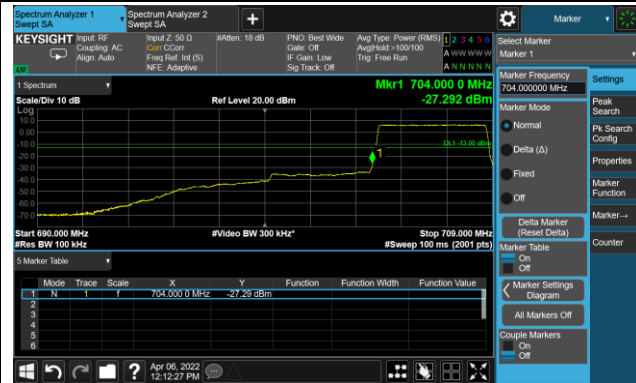 Spectrum Analyzer 1
Swept SA
Spectrum Analyzer 2
Swept SA
+
Marker
KEYSIGHT
Input: RF
Coupling: AC
Align: Auto
Input Z: 50 Ω
Corr CCorr
Freq Ref: Int (S)
NFE: Adaptive
#Atten: 18 dB
PNO: Best Wide
Gate: Off
IF Gain: Low
Sig Track: Off
Avg Type: Power (RMS)
Avg|Hold:>100/100
Trig: Free Run
1 2 3 4 5 6
A W W W W W
A N N N N N
Select Marker
Marker 1
1 Spectrum
Scale/Div 10 dB
Ref Level 20.00 dBm
Mkr1 704.000 0 MHz
-27.292 dBm
Log
10.0
0.00
-10.0
-20.0
-30.0
-40.0
-50.0
-60.0
-70.0
DL1 -13.00 dBm
1
Start 690.000 MHz
#Video BW 300 kHz*
Stop 709.000 MHz
#Res BW 100 kHz
#Sweep 100 ms (2001 pts)
5 Marker Table
Mode Trace Scale X Y Function Function Width Function Value
1 N 1 f 704.000 0 MHz -27.29 dBm
2
3
4
5
6
Marker Frequency
704.000000 MHz
Marker Mode
Normal
Delta (Δ)
Fixed
Off
Delta Marker
(Reset Delta)
Marker Table
On
Off
Marker Settings
Diagram
All Markers Off
Couple Markers
On
Off
Settings
Peak
Search
Pk Search
Config
Properties
Marker
Function
Marker→
Counter
?
Apr 06, 2022
12:12:27 PM